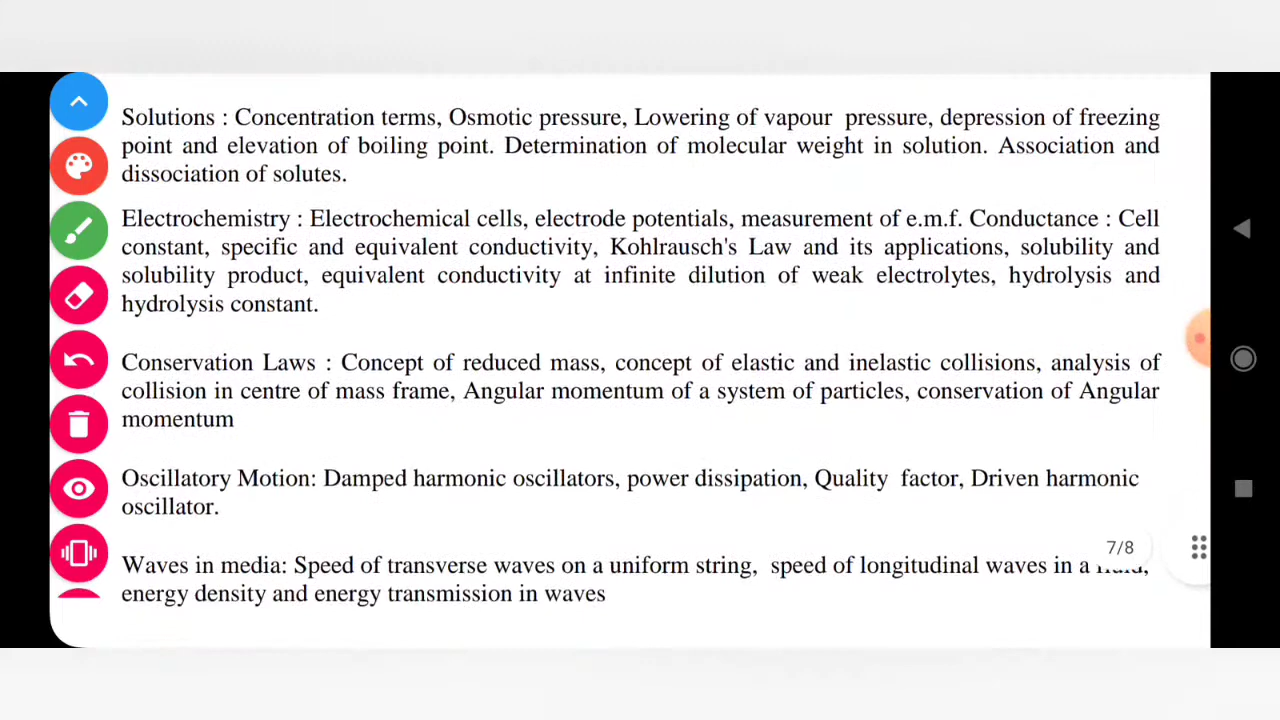 Solutions : Concentration terms, Osmotic pressure, Lowering of vapour pressure, depression of freezing
point and elevation of boiling point. Determination of molecular weight in solution. Association and
dissociation of solutes.
Electrochemistry : Electrochemical cells, electrode potentials, measurement of e.m.f. Conductance : Cell
constant, specific and equivalent conductivity, Kohlrausch's Law and its applications, solubility and
solubility product, equivalent conductivity at infinite dilution of weak electrolytes, hydrolysis and
hydrolysis constant.
Conservation Laws : Concept of reduced mass, concept of elastic and inelastic collisions, analysis of
collision in centre of mass frame, Angular momentum of a system of particles, conservation of Angular
momentum
Oscillatory Motion: Damped harmonic oscillators, power dissipation, Quality factor, Driven harmonic
oscillator.
7/8
Waves in media: Speed of transverse waves on a uniform string, speed of longitudinal waves in a
energy density and energy transmission in waves